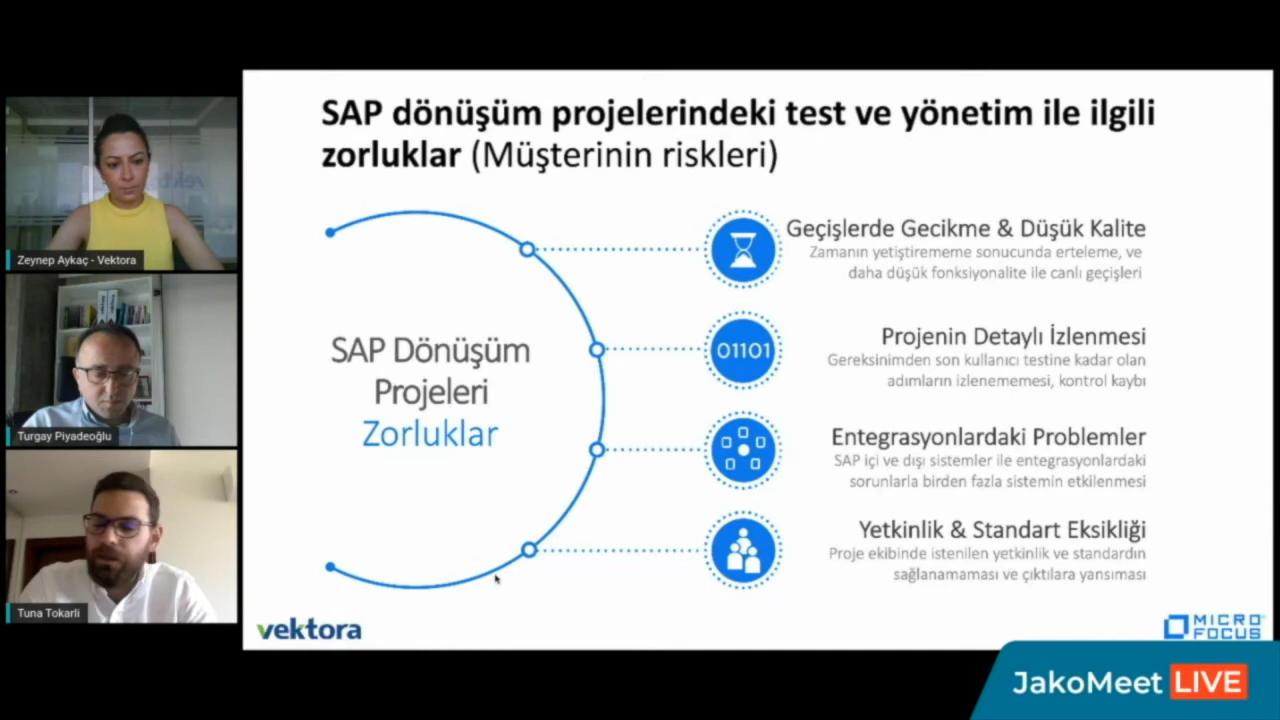 SAP dönüşüm projelerindeki test ve yönetim ile ilgili
zorluklar (Müşterinin riskleri)
Zeynep Aykaç - Vektora
Turgay Piyadeoğlu
Tuna Tokarli
SAP Dönüşüm
Projeleri
Zorluklar
Geçişlerde Gecikme & Düşük Kalite
Zamanın yetiştirememe sonucunda erteleme, ve
daha düşük fonksiyonalite ile canlı geçişleri
01101
Projenin Detaylı İzlenmesi
Gereksinimden son kullanıcı testine kadar olan
adımların izlenememesi, kontrol kaybı
Entegrasyonlardaki Problemler
SAP içi ve dışı sistemler ile entegrasyonlardaki
sorunlarla birden fazla sistemin etkilenmesi
Yetkinlik & Standart Eksikliği
Proje ekibinde istenilen yetkinlik ve standardın
sağlanamaması ve çıktılara yansıması
vektora
MICRO
FOCUS
JakoMeet LIVE